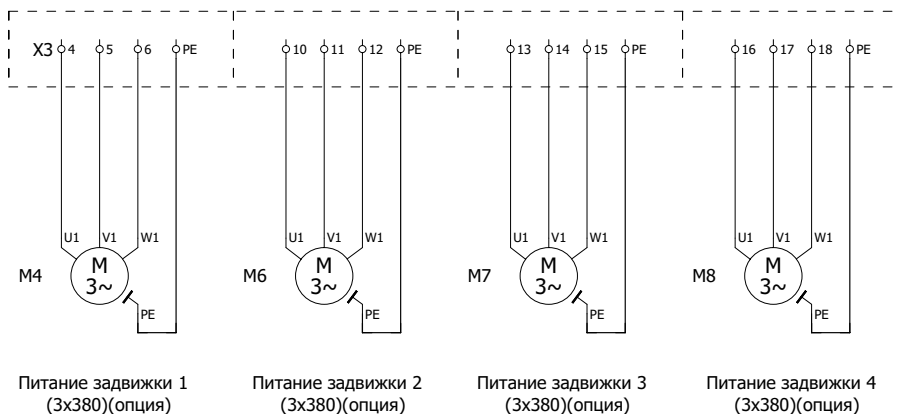 X3 4 5 6 PE 10 11 12 PE 13 14 15 PE 16 17 18 PE
U1 V1 W1 U1 V1 W1 U1 V1 W1 U1 V1 W1
M4 M 3~ M6 M 3~ M7 M 3~ M8 M 3~
PE PE PE PE
Питание задвижки 1
(3x380)(опция)
Питание задвижки 2
(3x380)(опция)
Питание задвижки 3
(3x380)(опция)
Питание задвижки 4
(3x380)(опция)